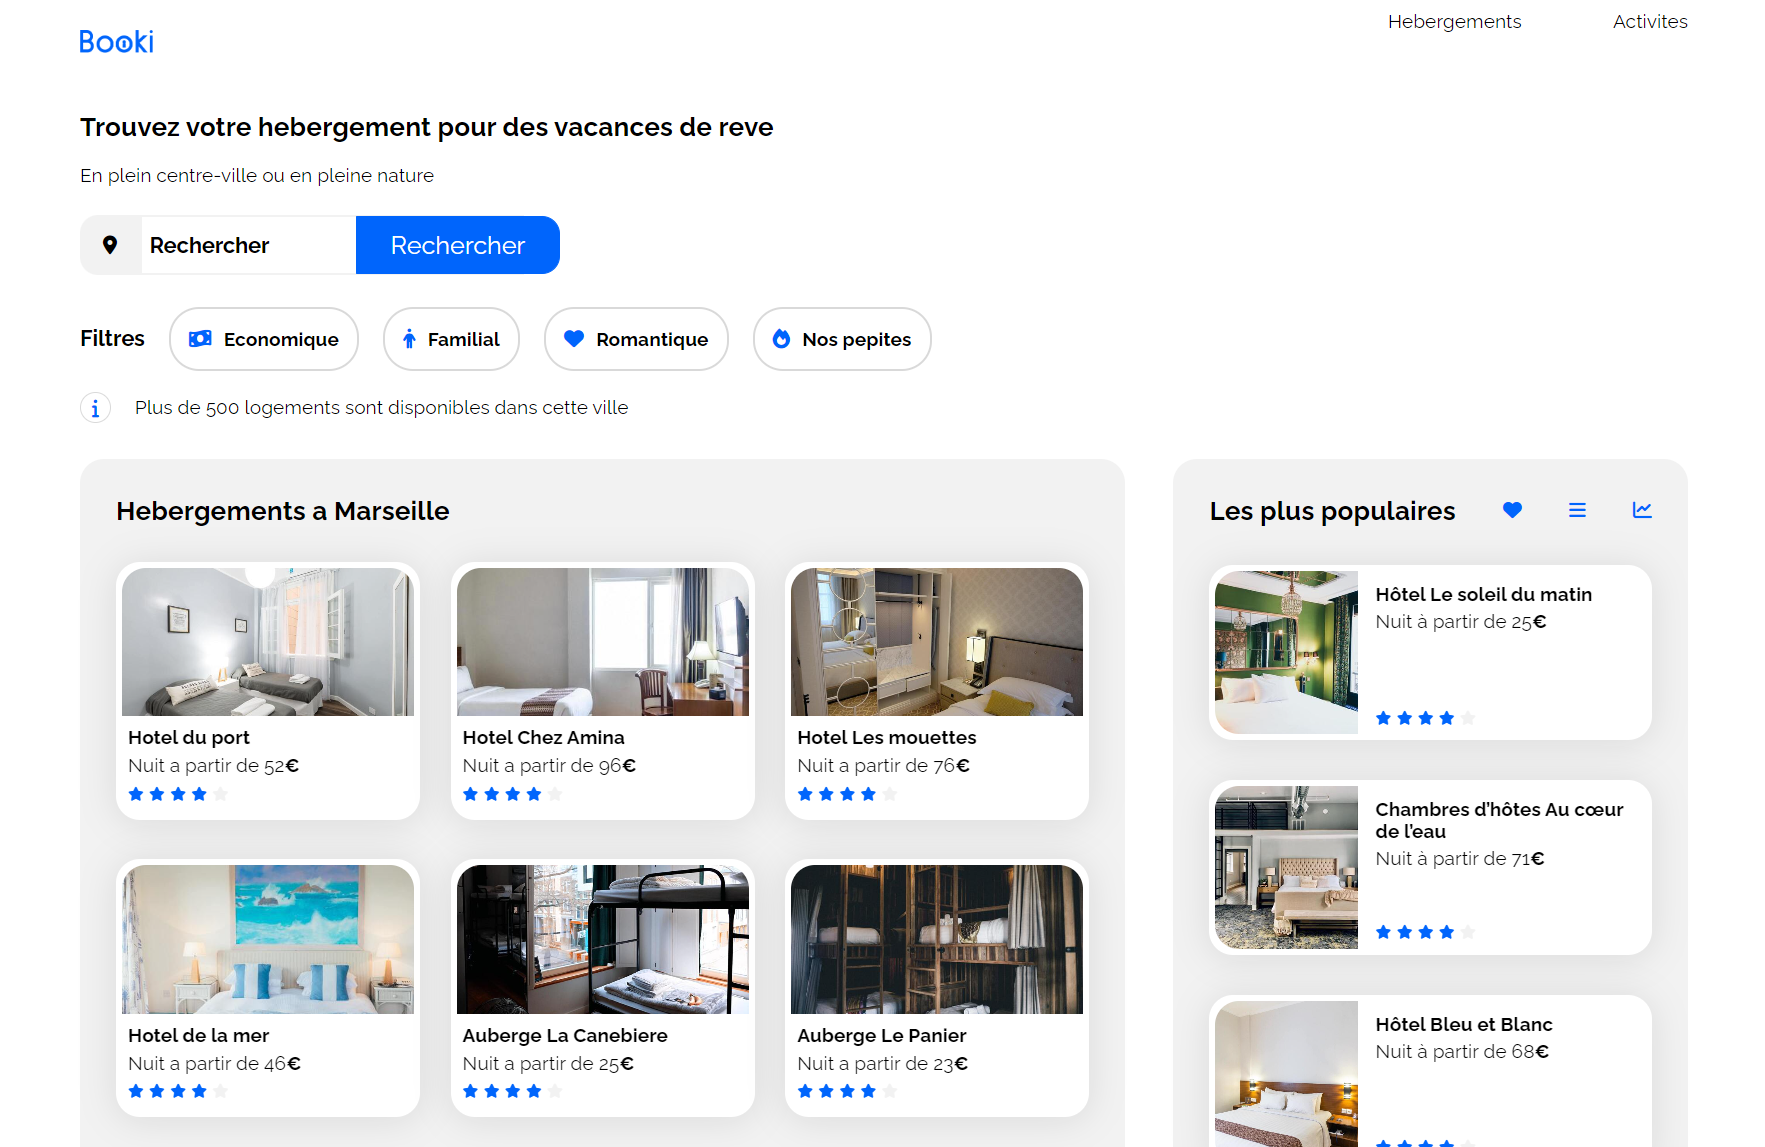 Booki
Hebergements
Activites
Trouvez votre hebergement pour des vacances de reve
En plein centre-ville ou en pleine nature
Rechercher
Rechercher
Filtres
Economique
Familial
Romantique
Nos pepites
Plus de 500 logements sont disponibles dans cette ville
Hebergements a Marseille
Hotel du port
Nuit a partir de 52€
Hotel Chez Amina
Nuit a partir de 96€
Hotel Les mouettes
Nuit a partir de 76€
Hotel de la mer
Nuit a partir de 46€
Auberge La Canebiere
Nuit a partir de 25€
Auberge Le Panier
Nuit a partir de 23€
Les plus populaires
Hôtel Le soleil du matin
Nuit à partir de 25€
Chambres d'hôtes Au cœur
de l'eau
Nuit à partir de 71€
Hôtel Bleu et Blanc
Nuit à partir de 68€